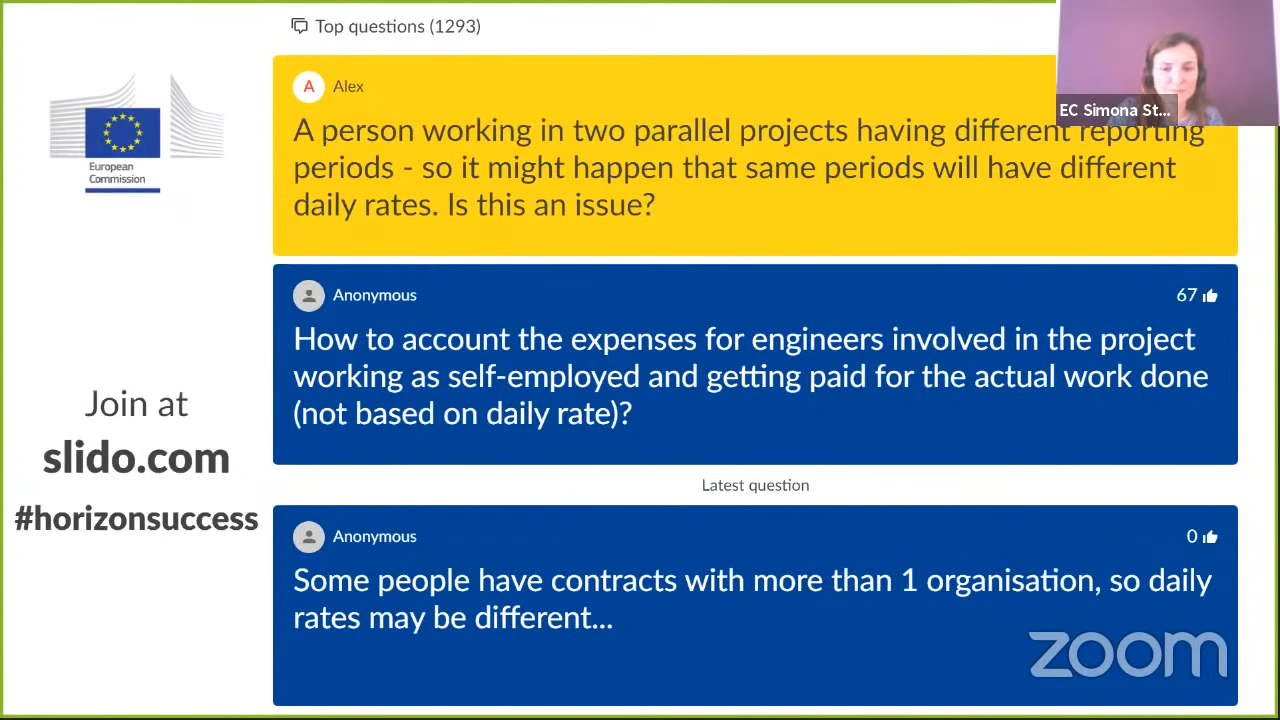 Top questions (1293)
A
Alex
EC Simona St...
A person working in two parallel projects having different reporting
periods - so it might happen that same periods will have different
daily rates. Is this an issue?
European
Commission
Anonymous
67
How to account the expenses for engineers involved in the project
working as self-employed and getting paid for the actual work done
(not based on daily rate)?
Join at
slido.com
#horizonsuccess
Latest question
Anonymous
0
Some people have contracts with more than 1 organisation, so daily
rates may be different...
zoom